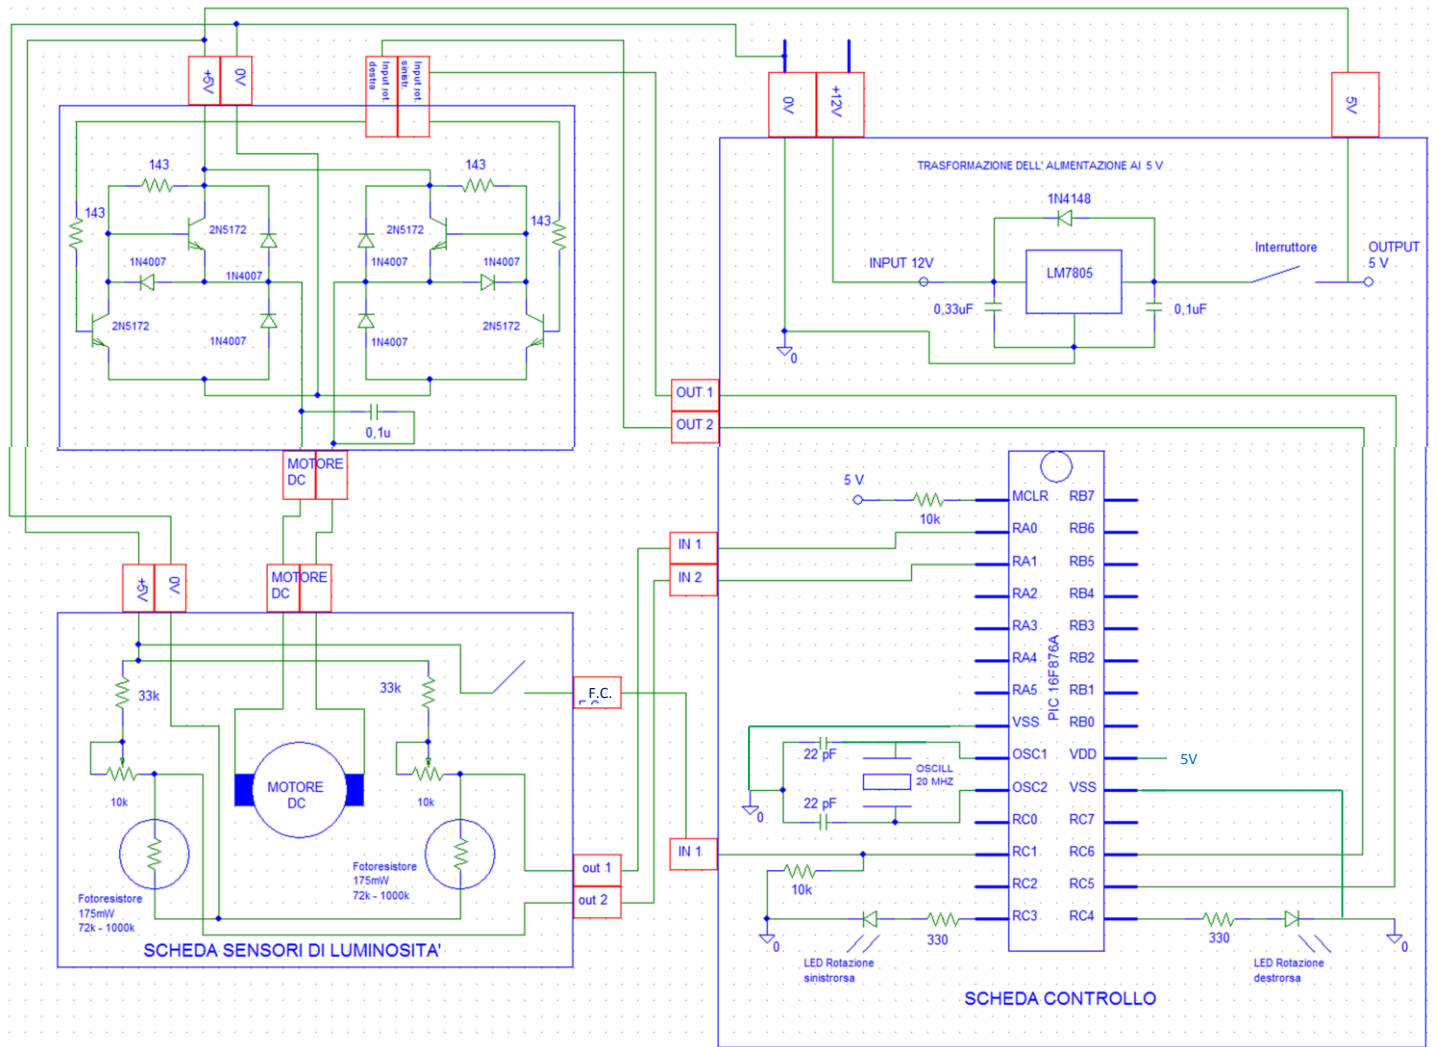 +5V
0V
Input rot.
destra
Input rot.
sinistr.
0V
+12V
5V
143
143
143
143
2N5172
2N5172
1N4007
1N4007
1N4007
1N4007
2N5172
2N5172
1N4007
1N4007
0,1u
MOTORE
DC
TRASFORMAZIONE DELL' ALIMENTAZIONE AI 5 V
1N4148
INPUT 12V
LM7805
Interruttore
OUTPUT
5 V
0,33uF
0,1uF
0
OUT 1
OUT 2
5 V
10k
IN 1
IN 2
MCLR
RA0
RA1
RA2
RA3
RA4
RA5
VSS
OSC1
OSC2
RC0
RC1
RC2
RC3
PIC 16F876A
RB7
RB6
RB5
RB4
RB3
RB2
RB1
RB0
VDD
VSS
RC7
RC6
RC5
RC4
5V
22 pF
OSCILL
20 MHZ
22 pF
0
IN 1
10k
330
0
LED Rotazione
sinistrorsa
330
0
LED Rotazione
destrorsa
SCHEDA CONTROLLO
+5V
0V
MOTORE
DC
33k
33k
F.C.
10k
10k
MOTORE
DC
Fotoresistore
175mW
72k - 1000k
Fotoresistore
175mW
72k - 1000k
out 1
out 2
SCHEDA SENSORI DI LUMINOSITA'